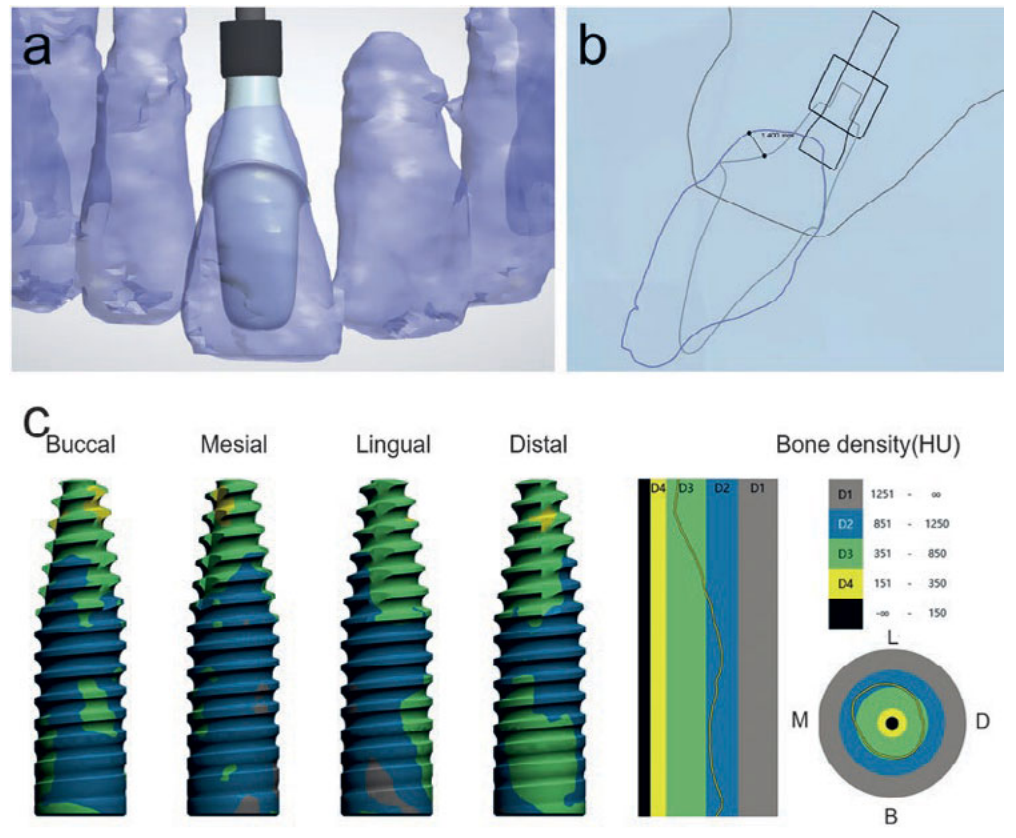 a
b
c
Buccal
Mesial
Lingual
Distal
Bone density(HU)
D4 D3 D2 D1
D1 1251 - ∞
D2 851 - 1250
D3 351 - 850
D4 151 - 350
-∞ - 150
L
M
D
B